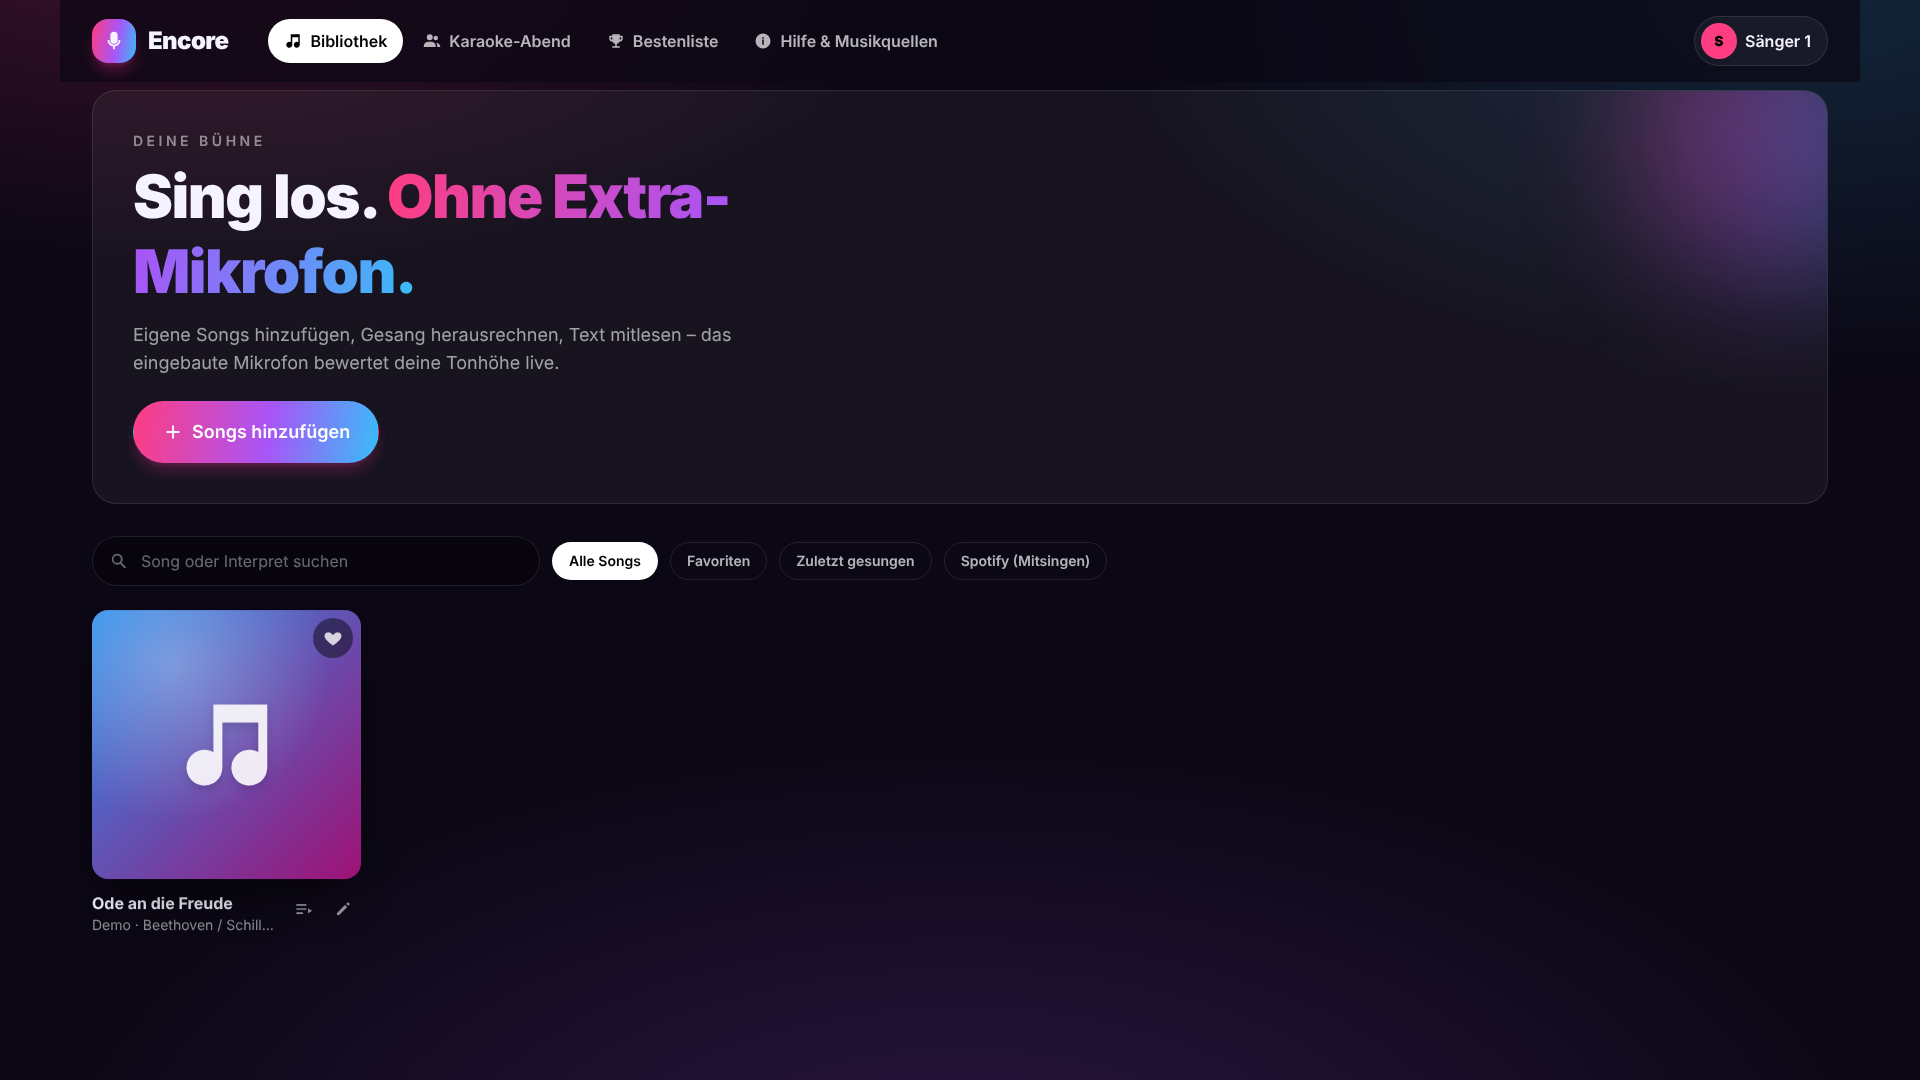 Encore
Bibliothek
Karaoke-Abend
Bestenliste
Hilfe & Musikquellen
S
Sänger 1
DEINE BÜHNE
Sing los. Ohne Extra-
Mikrofon.
Eigene Songs hinzufügen, Gesang herausrechnen, Text mitlesen – das
eingebaute Mikrofon bewertet deine Tonhöhe live.
Songs hinzufügen
Song oder Interpret suchen
Alle Songs
Favoriten
Zuletzt gesungen
Spotify (Mitsingen)
Ode an die Freude
Demo · Beethoven / Schill...